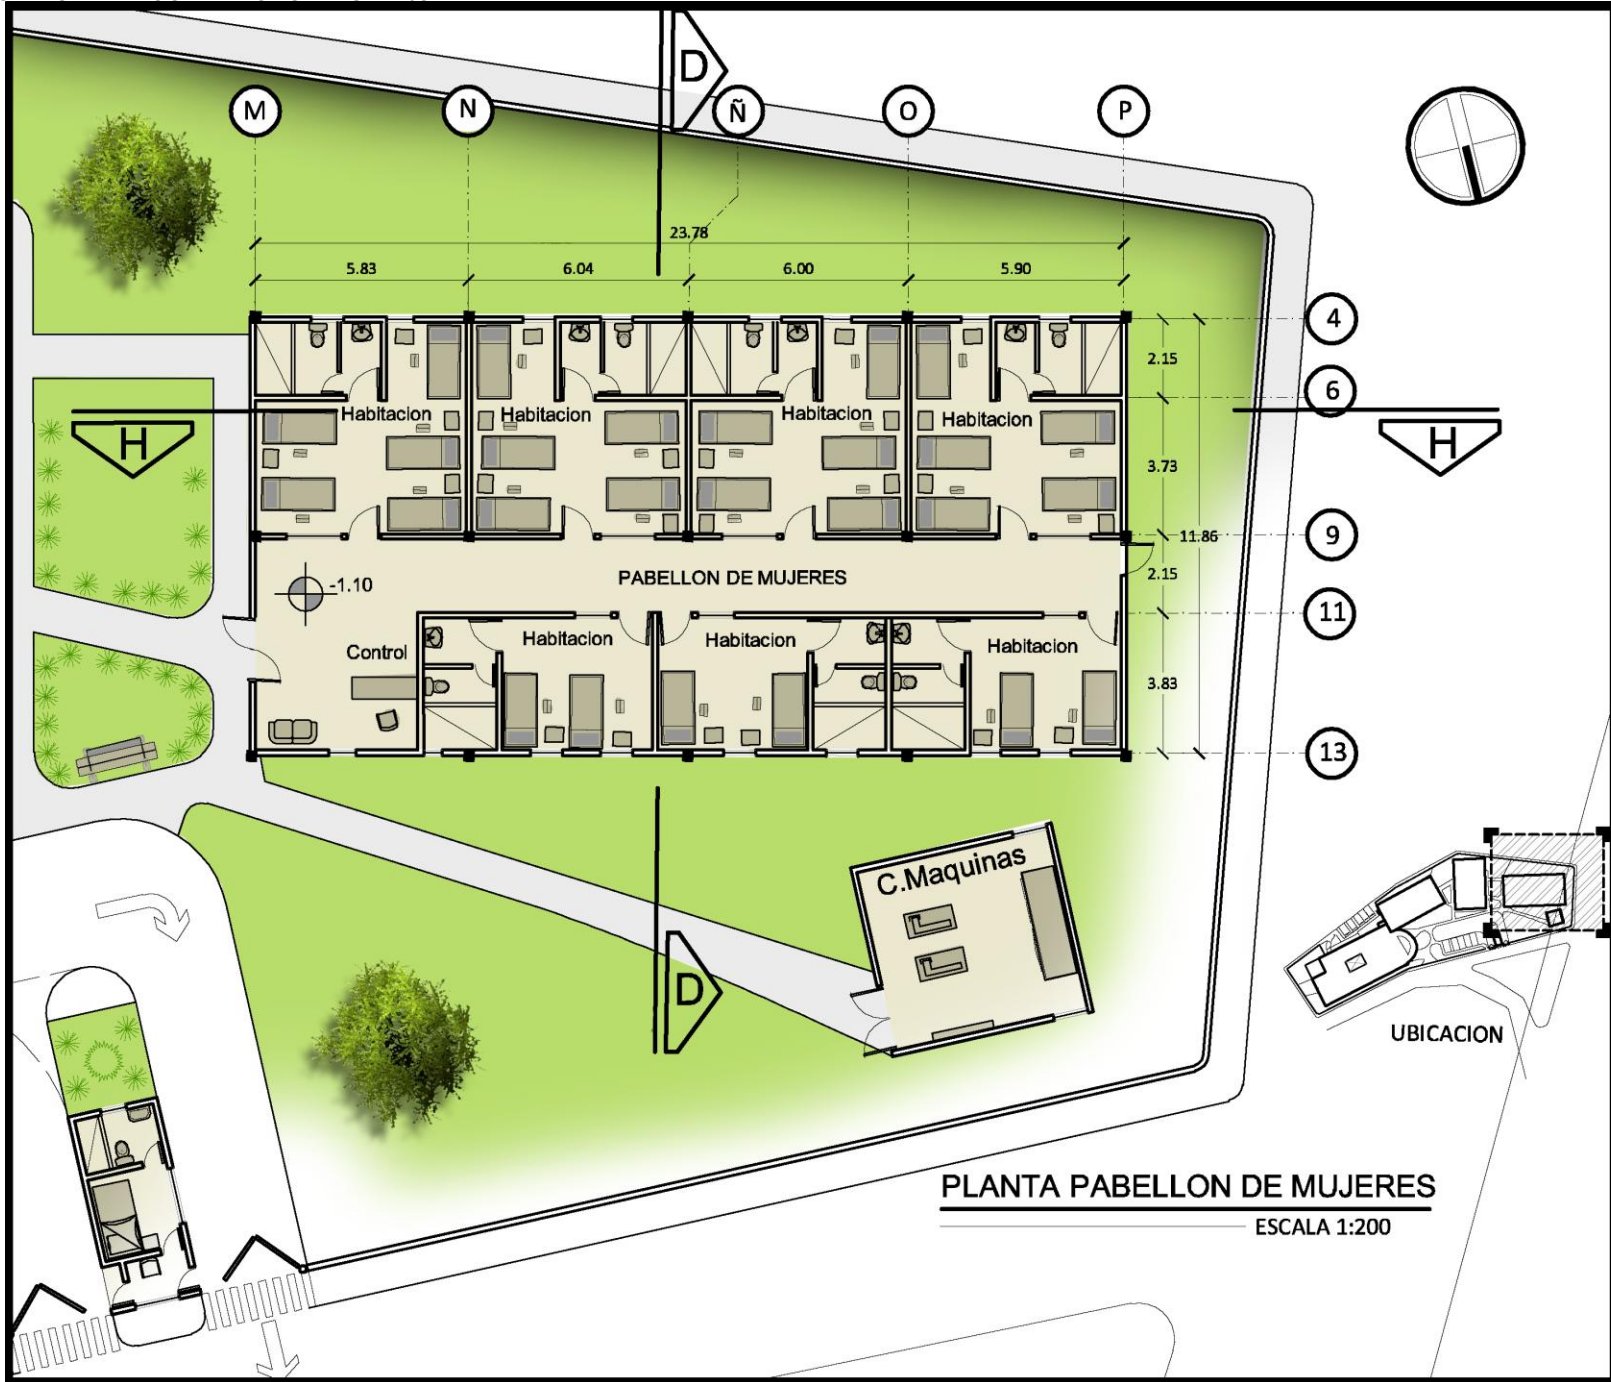 D
M
N
Ñ
O
P
23.78
5.83
6.04
6.00
5.90
4
2.15
6
Habitacion
Habitacion
Habitacion
Habitacion
H
H
3.73
9
11.86
PABELLON DE MUJERES
2.15
-1.10
11
Control
Habitacion
Habitacion
Habitacion
3.83
13
C.Maquinas
D
UBICACION
PLANTA PABELLON DE MUJERES
ESCALA 1:200